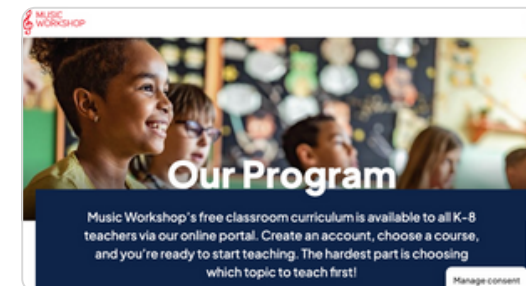 MUSIC
WORKSHOP
Our Program
Music Workshop's free classroom curriculum is available to all K–8
teachers via our online portal. Create an account, choose a course,
and you're ready to start teaching. The hardest part is choosing
which topic to teach first!
Manage consent